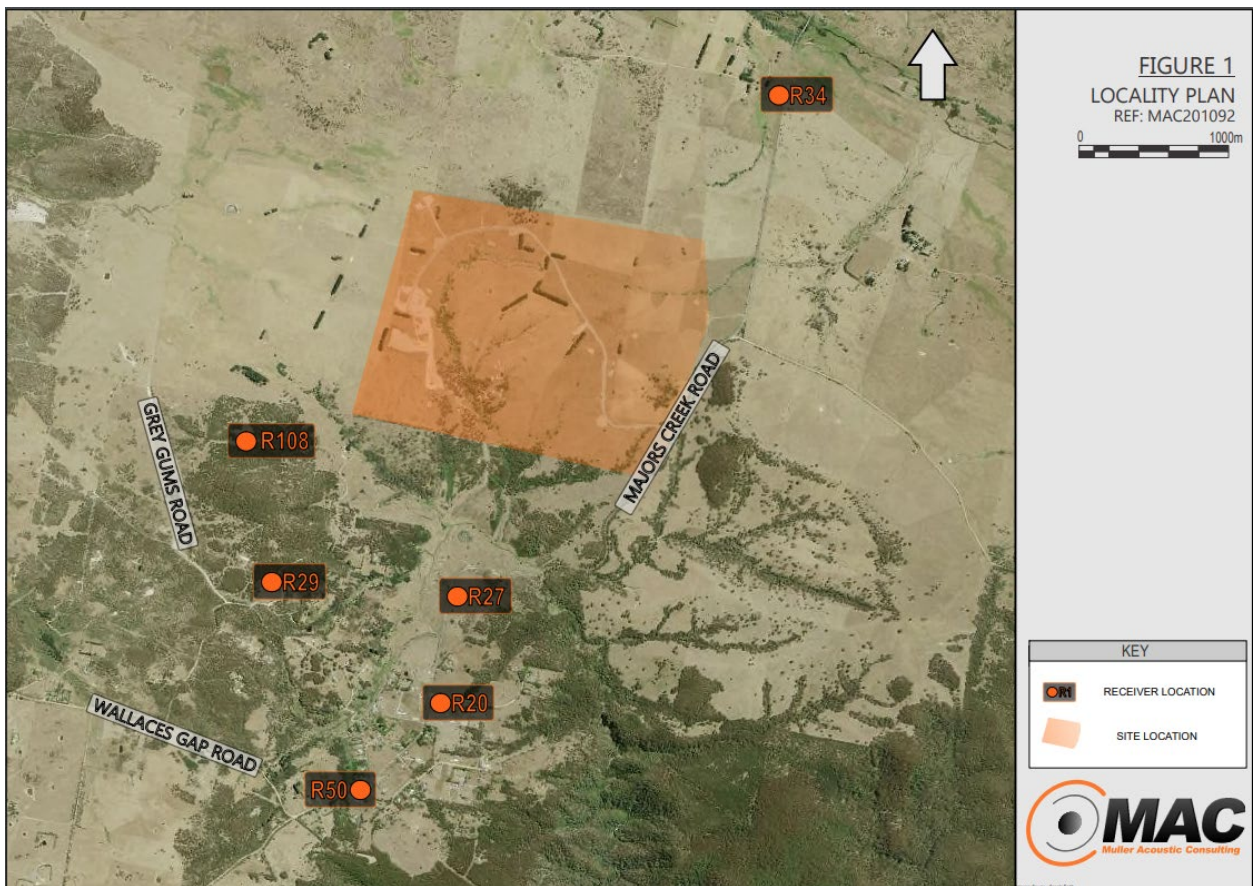 R34
R108
GREY GUMS ROAD
MAJORS CREEK ROAD
R29
R27
R20
WALLACES GAP ROAD
R50
FIGURE 1
LOCALITY PLAN
REF: MAC201092
0 1000m
KEY
R1 RECEIVER LOCATION
SITE LOCATION
MAC
Muller Acoustic Consulting